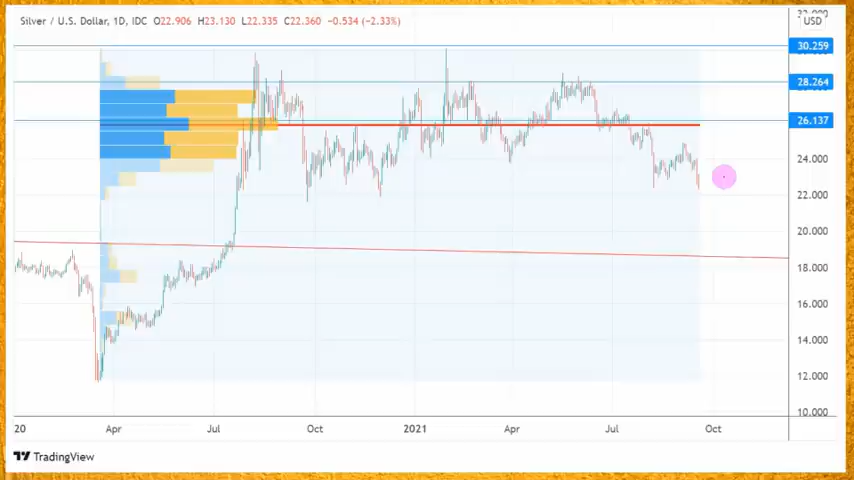 Silver / U.S. Dollar, 1D, IDC O22.906 H23.130 L22.335 C22.360 −0.534 (−2.33%)
USD
30.259
28.264
26.137
24.000
22.000
20.000
18.000
16.000
14.000
12.000
10.000
20 Apr Jul Oct 2021 Apr Jul Oct
TradingView